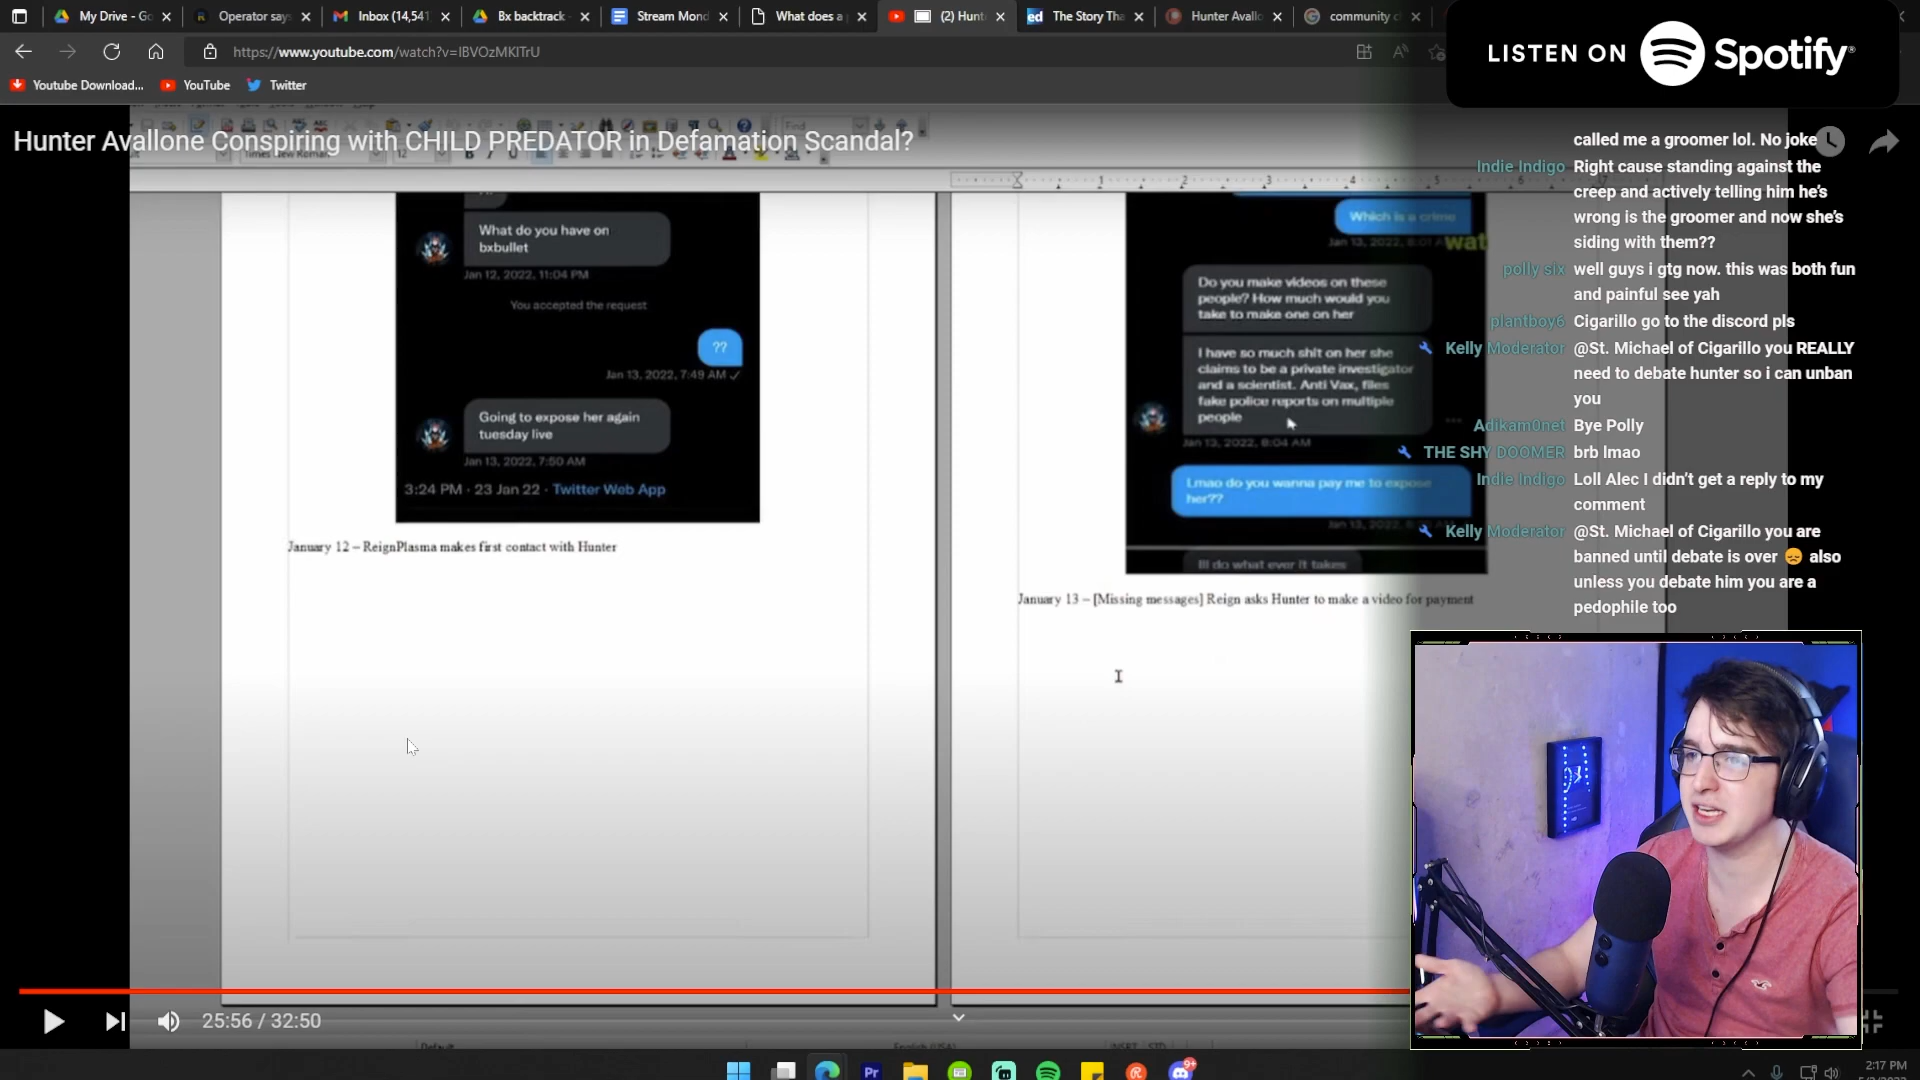 My Drive - Go
Operator says
Inbox (14,541
Bx backtrack
Stream Mond
What does a
(2) Hunt
The Story Tha
Hunter Avallo
community c
https://www.youtube.com/watch?v=IBVOzMKlTrU
LISTEN ON Spotify
Youtube Download...
YouTube
Twitter
Hunter Avallone Conspiring with CHILD PREDATOR in Defamation Scandal?
What do you have on
bxbullet
Jan 12, 2022, 11:04 PM
You accepted the request
??
Jan 13, 2022, 7:49 AM
Going to expose her again
tuesday live
Jan 13, 2022, 7:50 AM
3:24 PM · 23 Jan 22 · Twitter Web App
January 12 – ReignPlasma makes first contact with Hunter
Which is a crime
Jan 13, 2022, 8:01 A
wat
Do you make videos on these
people? How much would you
take to make one on her
I have so much shit on her she
claims to be a private investigator
and a scientist. Anti Vax, files
fake police reports on multiple
people
Jan 13, 2022, 8:04 AM
Lmao do you wanna pay me to expose
her??
Ill do what ever it takes
January 13 – [Missing messages] Reign asks Hunter to make a video for payment
called me a groomer lol. No joke
Indie Indigo Right cause standing against the
creep and actively telling him he's
wrong is the groomer and now she's
siding with them??
polly six well guys i gtg now. this was both fun
and painful see yah
plantboy6 Cigarillo go to the discord pls
Kelly Moderator @St. Michael of Cigarillo you REALLY
need to debate hunter so i can unban
you
Adikam0net Bye Polly
THE SHY DOOMER brb lmao
Indie Indigo Loll Alec I didn't get a reply to my
comment
Kelly Moderator @St. Michael of Cigarillo you are
banned until debate is over 😞 also
unless you debate him you are a
pedophile too
25:56 / 32:50
2:17 PM